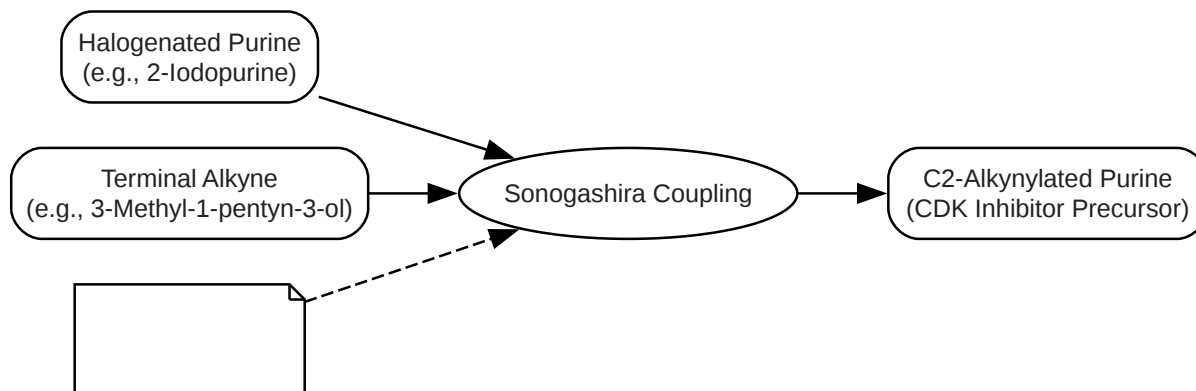 Halogenated Purine
(e.g., 2-Iodopurine)
Terminal Alkyne
(e.g., 3-Methyl-1-pentyn-3-ol)
Sonogashira Coupling
C2-Alkynylated Purine
(CDK Inhibitor Precursor)